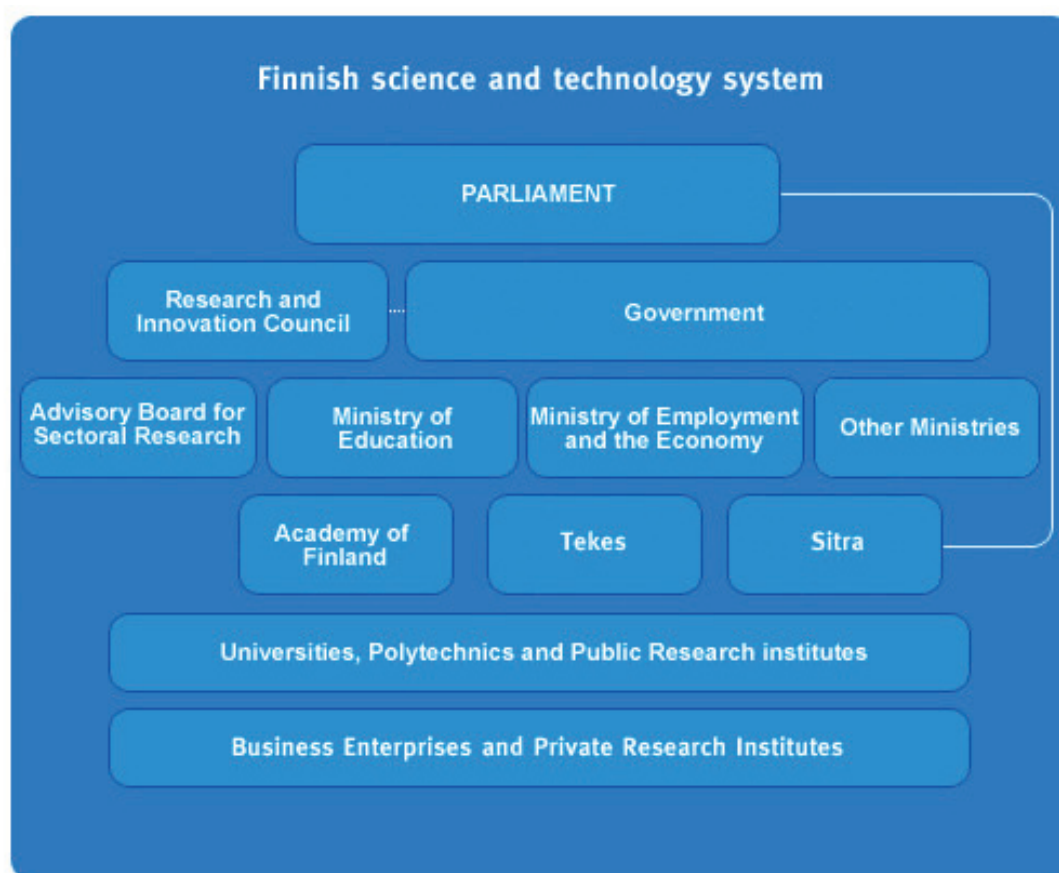 Finnish science and technology system
PARLIAMENT
Research and
Innovation Council
Government
Advisory Board for
Sectoral Research
Ministry of
Education
Ministry of Employment
and the Economy
Other Ministries
Academy of
Finland
Tekes
Sitra
Universities, Polytechnics and Public Research institutes
Business Enterprises and Private Research Institutes